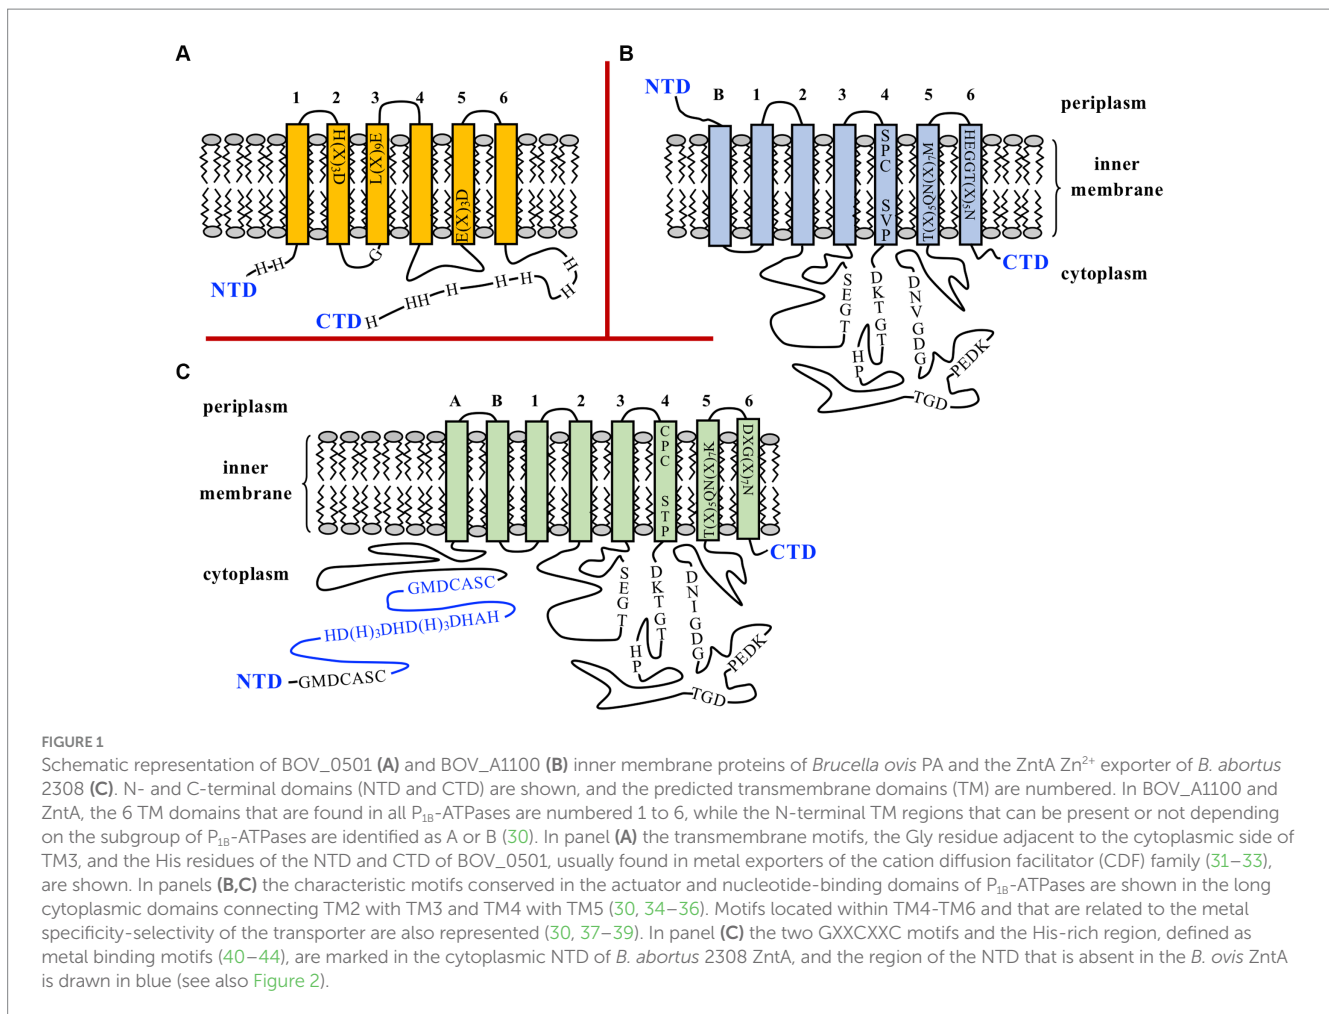 A
1 2 3 4 5 6
H(X)₃D
L(X)₉E
E(X)₃D
G
H-H
NTD
H
H
H H
H
HH
H
CTD
B
NTD
B 1 2 3 4 5 6
periplasm
inner
membrane
cytoplasm
SPC SVP
T(X)₅QN(X)₇M
HEGGT(X)₅N
CTD
SEGT
DKTGT
DNVGDG
HP
PEDK
TGD
C
periplasm
inner
membrane
cytoplasm
A B 1 2 3 4 5 6
CPC STP
T(X)₅QN(X)₇K
DXG(X)₇N
CTD
GMDCASC
HD(H)₃DHD(H)₃DHAH
NTD
GMDCASC
SEGT
DKTGT
DNIGDG
HP
PEDK
TGD
FIGURE 1
Schematic representation of BOV_0501 (A) and BOV_A1100 (B) inner membrane proteins of Brucella ovis PA and the ZntA Zn²⁺ exporter of B. abortus
2308 (C). N- and C-terminal domains (NTD and CTD) are shown, and the predicted transmembrane domains (TM) are numbered. In BOV_A1100 and
ZntA, the 6 TM domains that are found in all P₁B-ATPases are numbered 1 to 6, while the N-terminal TM regions that can be present or not depending
on the subgroup of P₁B-ATPases are identified as A or B (30). In panel (A) the transmembrane motifs, the Gly residue adjacent to the cytoplasmic side of
TM3, and the His residues of the NTD and CTD of BOV_0501, usually found in metal exporters of the cation diffusion facilitator (CDF) family (31–33),
are shown. In panels (B,C) the characteristic motifs conserved in the actuator and nucleotide-binding domains of P₁B-ATPases are shown in the long
cytoplasmic domains connecting TM2 with TM3 and TM4 with TM5 (30, 34–36). Motifs located within TM4-TM6 and that are related to the metal
specificity-selectivity of the transporter are also represented (30, 37–39). In panel (C) the two GXXCXXC motifs and the His-rich region, defined as
metal binding motifs (40–44), are marked in the cytoplasmic NTD of B. abortus 2308 ZntA, and the region of the NTD that is absent in the B. ovis ZntA
is drawn in blue (see also Figure 2).